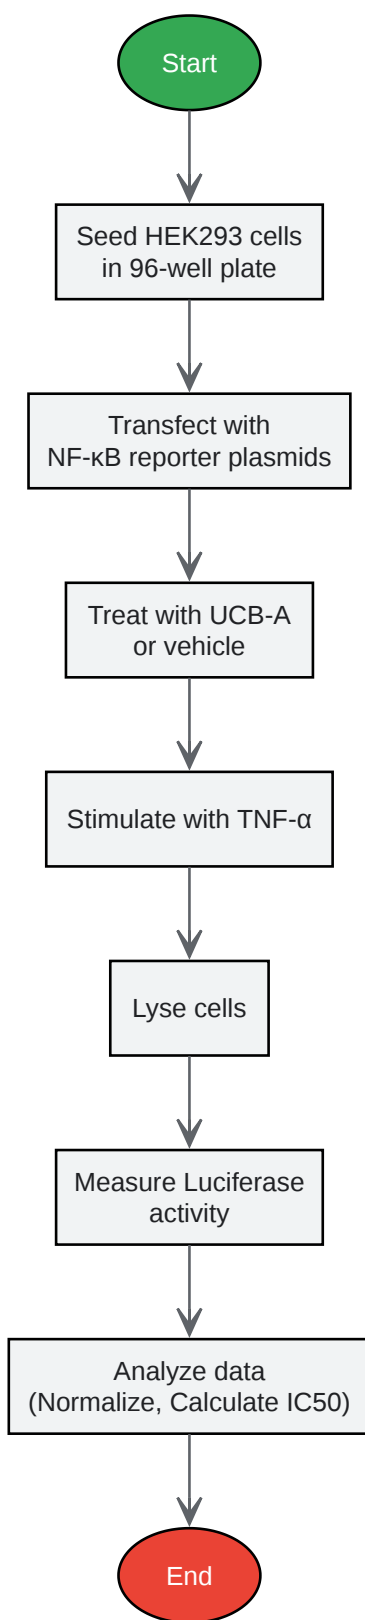 Start
Seed HEK293 cells
in 96-well plate
Transfect with
NF-κB reporter plasmids
Treat with UCB-A
or vehicle
Stimulate with TNF-α
Lyse cells
Measure Luciferase
activity
Analyze data
(Normalize, Calculate IC50)
End